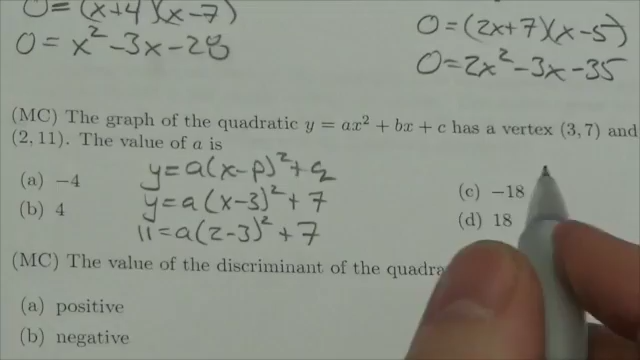 0 = (x+4)(x-7)
0 = x² -3x -28
0 = (2x+7)(x-5)
0 = 2x² -3x -35
(MC) The graph of the quadratic y = ax² + bx + c has a vertex (3, 7) and
(2, 11). The value of a is
y = a(x-p)² + q
(a) −4
y = a(x-3)² + 7
(c) −18
(b) 4
11 = a(2-3)² + 7
(d) 18
(MC) The value of the discriminant of the
(a) positive
(b) negative